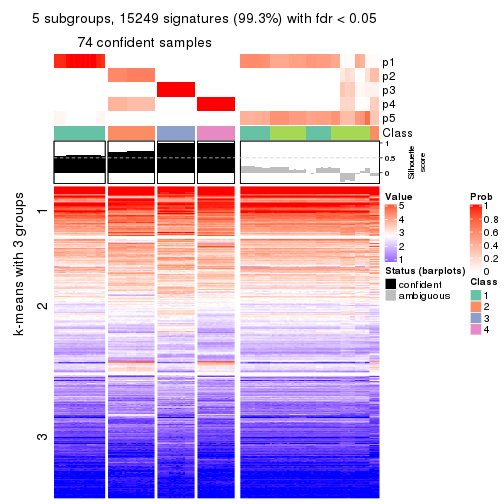 5 subgroups, 15249 signatures (99.3%) with fdr < 0.05
74 confident samples
p1
p2
p3
p4
p5
Class
1
0.5
0
Silhouette
score
k-means with 3 groups
1
2
3
Value
5
4
3
2
1
Status (barplots)
confident
ambiguous
Prob
1
0.8
0.6
0.4
0.2
0
Class
1
2
3
4